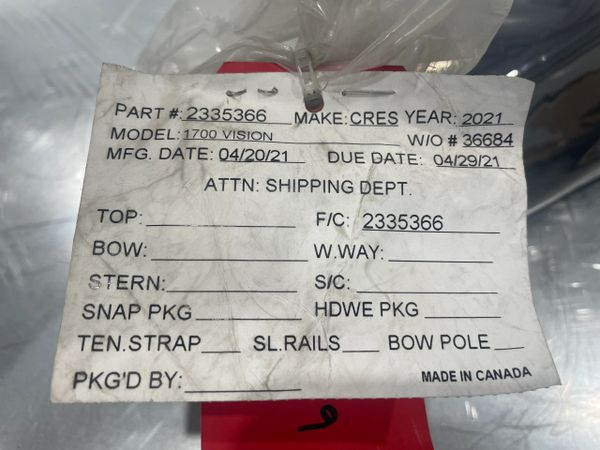 PART #: 2335366 MAKE: CRES YEAR: 2021
MODEL: 1700 VISION W/O # 36684
MFG. DATE: 04/20/21 DUE DATE: 04/29/21
ATTN: SHIPPING DEPT.
TOP: F/C: 2335366
BOW: W.WAY:
STERN: S/C:
SNAP PKG HDWE PKG
TEN.STRAP SL.RAILS BOW POLE
PKG'D BY: MADE IN CANADA